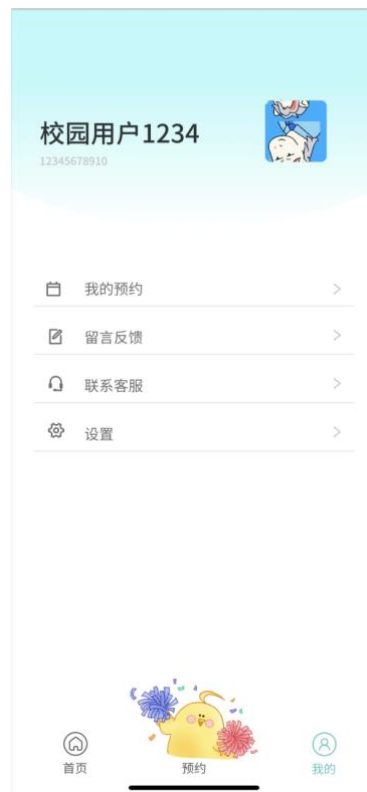 校园用户1234
12345678910
我的预约
留言反馈
联系客服
设置
首页
预约
我的